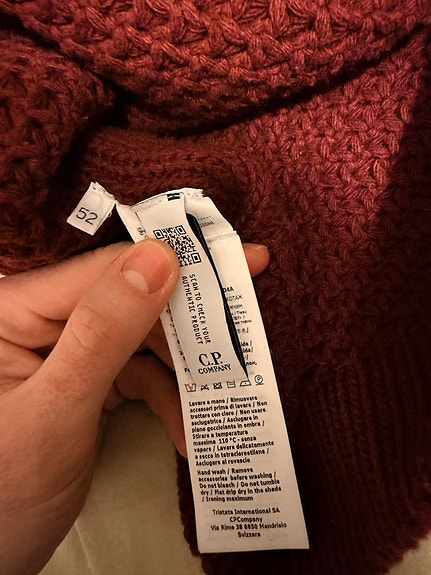 52
SCAN TO CHECK YOUR
AUTHENTIC PRODUCT
C.P.
COMPANY
04A
Lavare a mano / Rimuovere
accessori prima di lavare / Non
trattare con cloro / Non usare
asciugatrice / Asciugare in
piano gocciolante in ombra /
Stirare a temperatura
massima 110 °C - senza
vapore / Lavare delicatamente
a secco in tetracloroetilene /
Asciugare al rovescio
Hand wash / Remove
accessories before washing /
Do not bleach / Do not tumble
dry / Flat drip dry in the shade
/ Ironing maximum
Tristate International SA
CPCompany
Via Rime 38 6850 Mendrisio
Svizzera